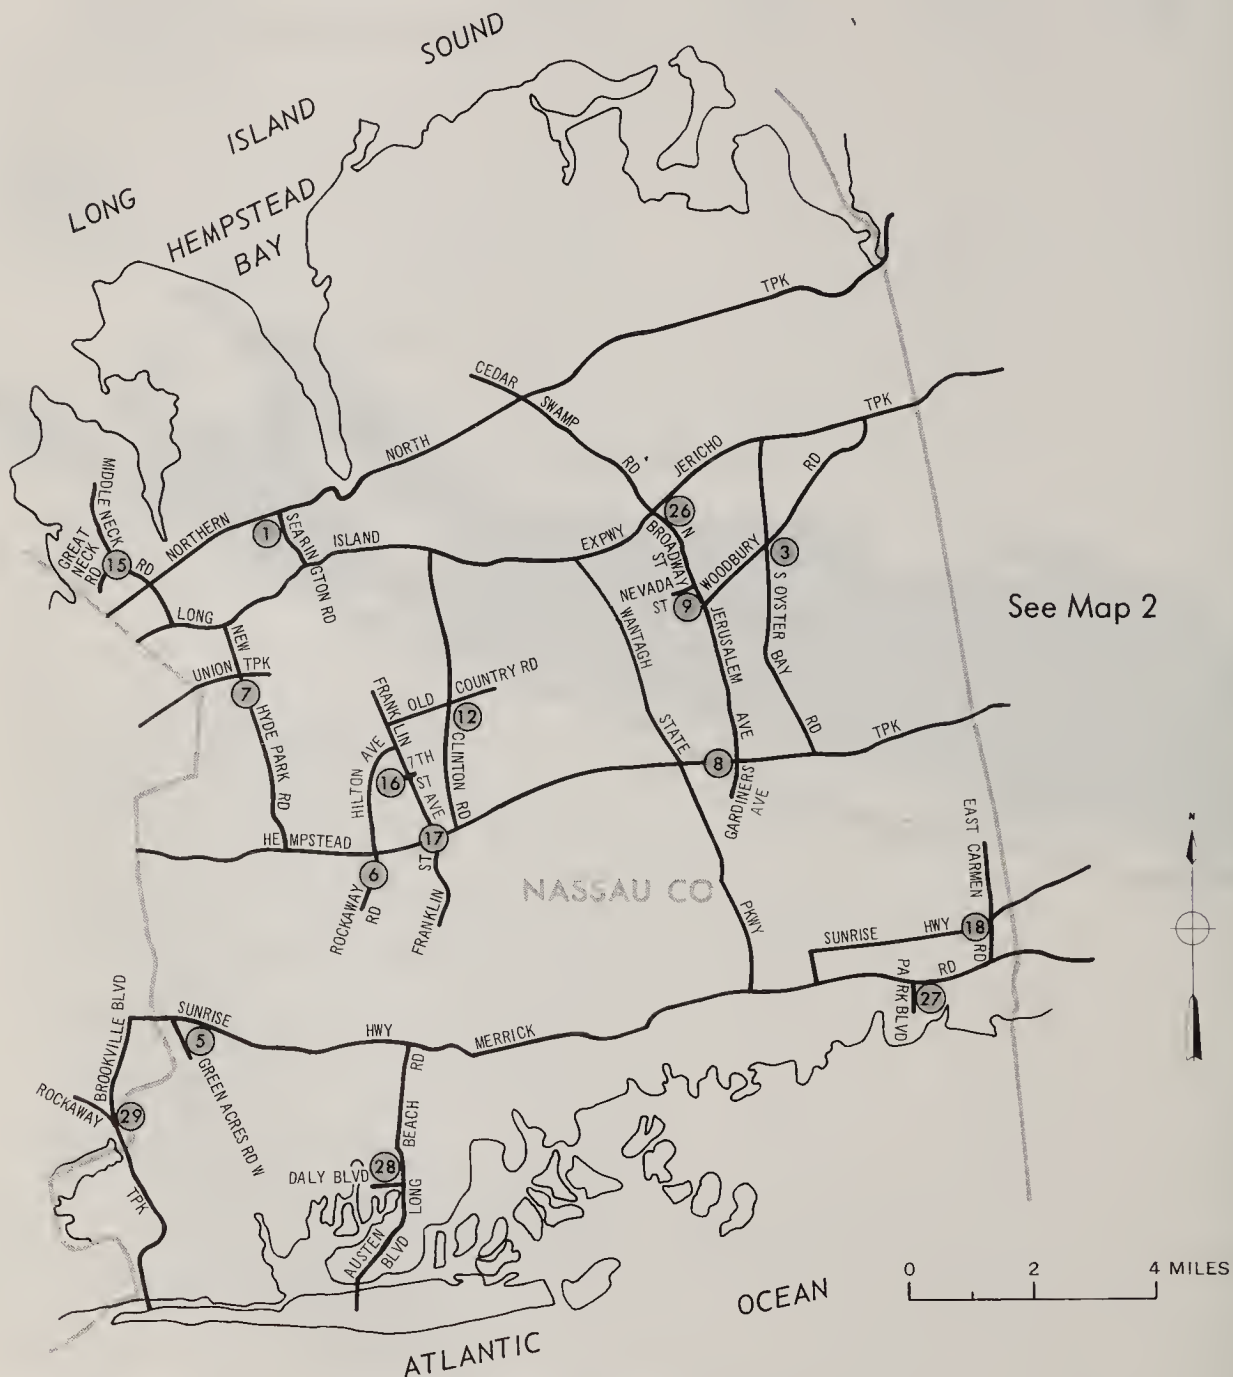 LONG ISLAND SOUND
HEMPSTEAD
BAY
NORTH
TPK
CEDAR
SWAMP
RD
JERICHO
TPK
MIDDLE NECK
RD
GREAT
NECK
RD
15
NORTHERN
1
SEARINGTON RD
LONG
ISLAND
EXPWY
26
N
BROADWAY
ST
NEVADA
ST
9
WOODBURY
RD
3
S OYSTER BAY
RD
See Map 2
NEW
HYDE PARK RD
UNION TPK
7
FRANKLIN
AVE
OLD
COUNTRY RD
12
CLINTON RD
WANTAGH
STATE
PKWY
JERUSALEM
AVE
HILTON AVE
7TH
ST
16
17
8
GARDINERS
AVE
TPK
HEMPSTEAD
6
ROCKAWAY
RD
FRANKLIN
ST
NASSAU CO
EAST CARMEN
RD
N
SUNRISE
HWY
18
PARK BLVD
27
RD
BROOKVILLE BLVD
SUNRISE
HWY
MERRICK
5
GREEN ACRES RD W
ROCKAWAY
29
TPK
LONG
BEACH
RD
DALY BLVD
28
AUSTEN
BLVD
0 2 4 MILES
ATLANTIC OCEAN